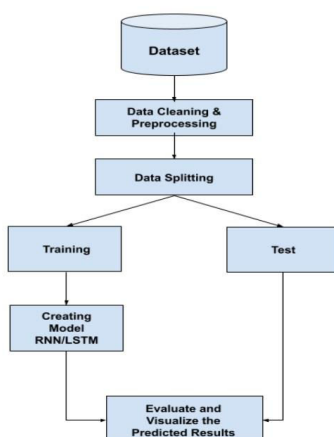 Dataset
Data Cleaning &
Preprocessing
Data Splitting
Training
Test
Creating
Model
RNN/LSTM
Evaluate and
Visualize the
Predicted Results